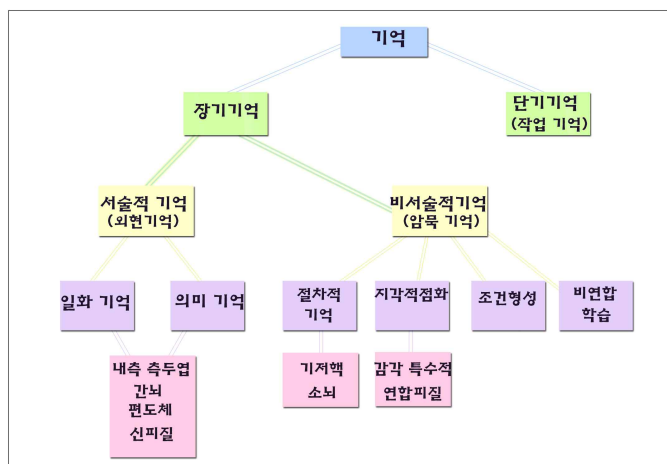 기억
장기기억
단기기억
(작업 기억)
서술적 기억
(외현기억)
비서술적기억
(암묵 기억)
일화 기억
의미 기억
절차적
기억
지각적점화
조건형성
비연합
학습
내측 측두엽
간뇌
편도체
신피질
기저핵
소뇌
감각 특수적
연합피질